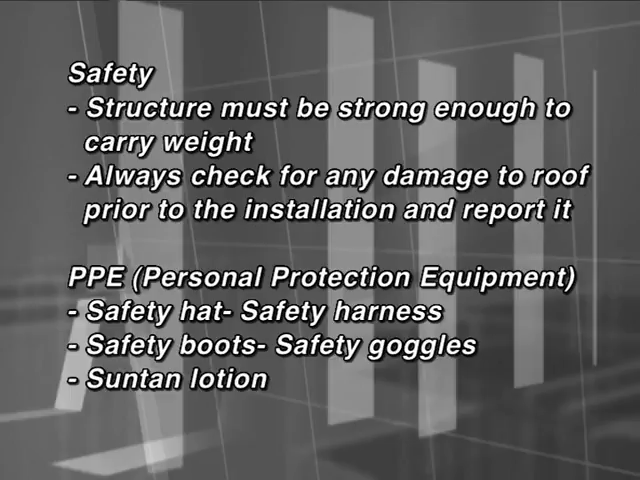 Safety
- Structure must be strong enough to
carry weight
- Always check for any damage to roof
prior to the installation and report it
PPE (Personal Protection Equipment)
- Safety hat- Safety harness
- Safety boots- Safety goggles
- Suntan lotion